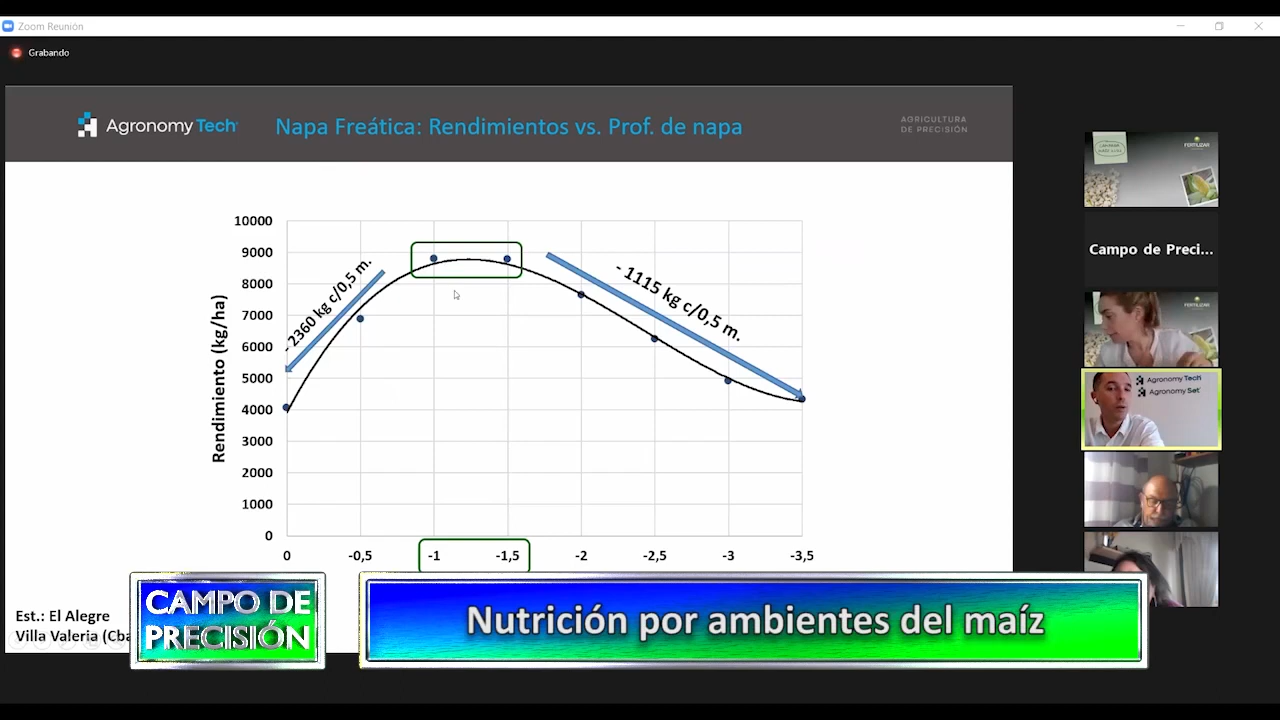 Zoom Reunión
Grabando
Agronomy Tech
Napa Freática: Rendimientos vs. Prof. de napa
AGRICULTURA
DE PRECISIÓN
Rendimiento (kg/ha)
10000
9000
8000
7000
6000
5000
4000
3000
2000
1000
0
- 2360 kg c/0,5 m.
- 1115 kg c/0,5 m.
0 -0,5 -1 -1,5 -2 -2,5 -3 -3,5
Est.: El Alegre
Villa Valeria (Cba
CAMPO DE
PRECISIÓN
Nutrición por ambientes del maíz
FERTILIZAR
Campo de Preci...
FERTILIZAR
Agronomy Tech
Agronomy Set